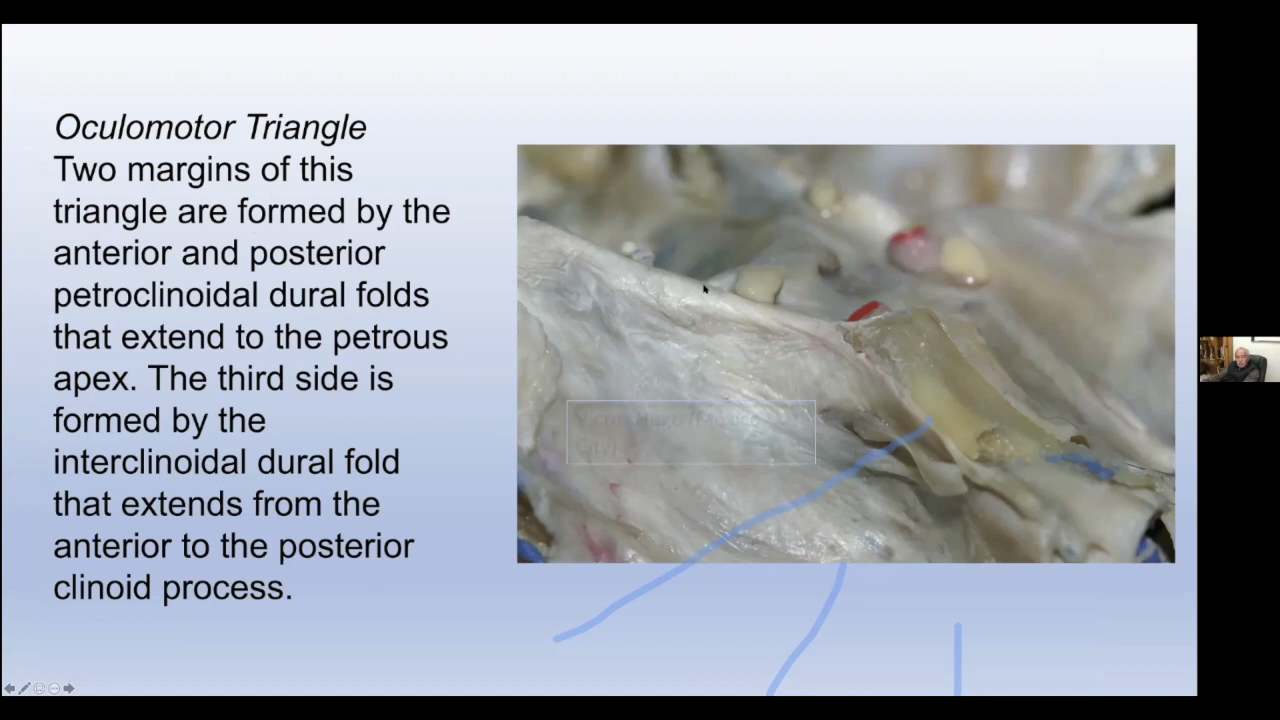 Oculomotor Triangle
Two margins of this
triangle are formed by the
anterior and posterior
petroclinoidal dural folds
that extend to the petrous
apex. The third side is
formed by the
interclinoidal dural fold
that extends from the
anterior to the posterior
clinoid process.